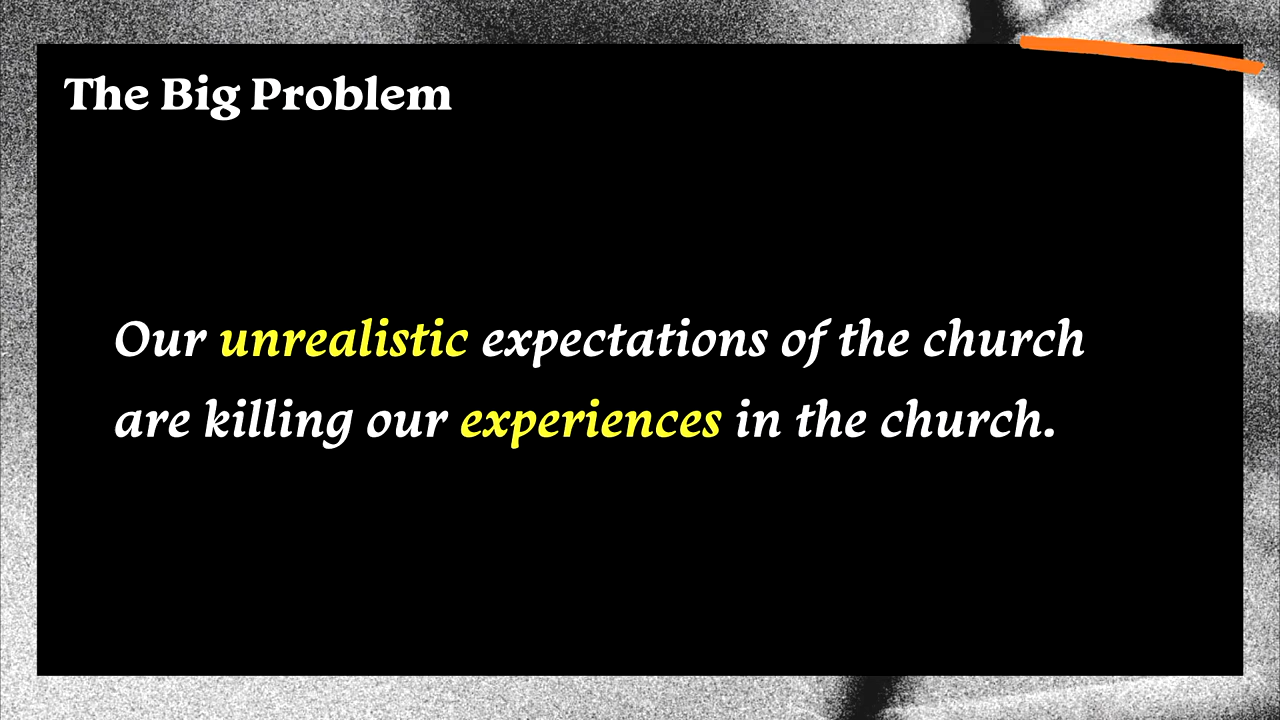 The Big Problem
Our unrealistic expectations of the church
are killing our experiences in the church.